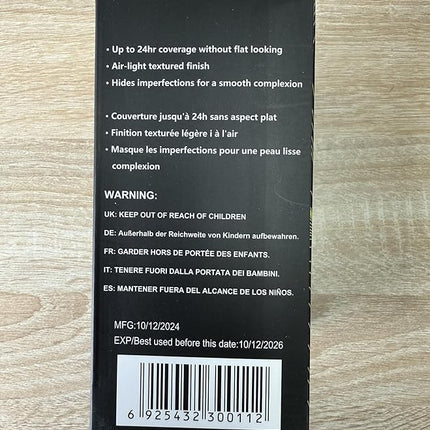 • Up to 24hr coverage without flat looking
• Air-light textured finish
• Hides imperfections for a smooth complexion
• Couverture jusqu'à 24h sans aspect plat
• Finition texturée légère i à l'air
• Masque les imperfections pour une peau lisse
complexion
WARNING:
UK: KEEP OUT OF REACH OF CHILDREN
DE: Außerhalb der Reichweite von Kindern aufbewahren.
FR: GARDER HORS DE PORTÉE DES ENFANTS.
IT: TENERE FUORI DALLA PORTATA DEI BAMBINI.
ES: MANTENER FUERA DEL ALCANCE DE LOS NIÑOS.
MFG:10/12/2024
EXP/Best used before this date:10/12/2026
6 925432 300112